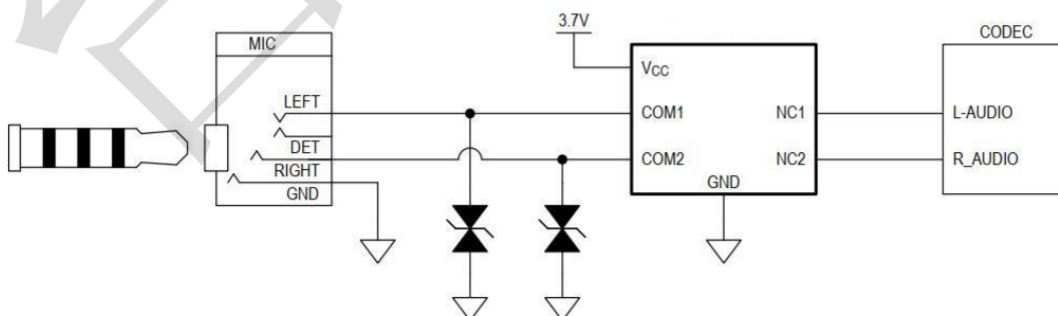 MIC
LEFT
DET
RIGHT
GND
3.7V
VCC
COM1
COM2
GND
NC1
NC2
CODEC
L-AUDIO
R_AUDIO